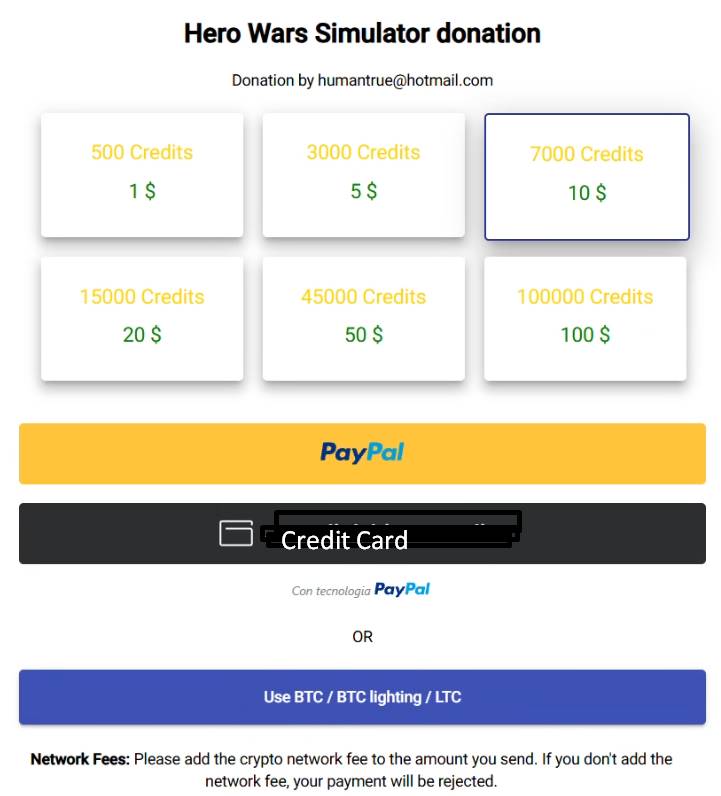 Hero Wars Simulator donation
Donation by humantrue@hotmail.com
500 Credits
1 $
3000 Credits
5 $
7000 Credits
10 $
15000 Credits
20 $
45000 Credits
50 $
100000 Credits
100 $
PayPal
Credit Card
Con tecnologia PayPal
OR
Use BTC / BTC lighting / LTC
Network Fees: Please add the crypto network fee to the amount you send. If you don't add the
network fee, your payment will be rejected.